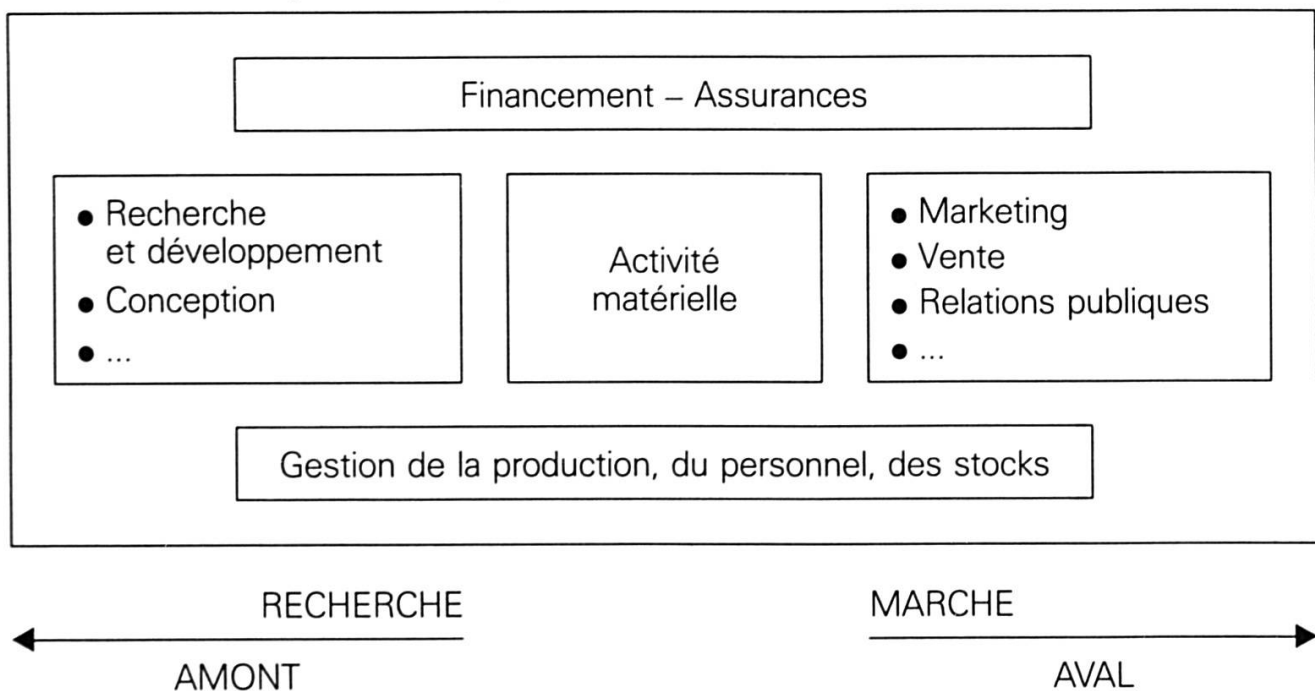 Financement – Assurances
● Recherche
et développement
● Conception
● ...
Activité
matérielle
● Marketing
● Vente
● Relations publiques
● ...
Gestion de la production, du personnel, des stocks
RECHERCHE
AMONT
MARCHE
AVAL